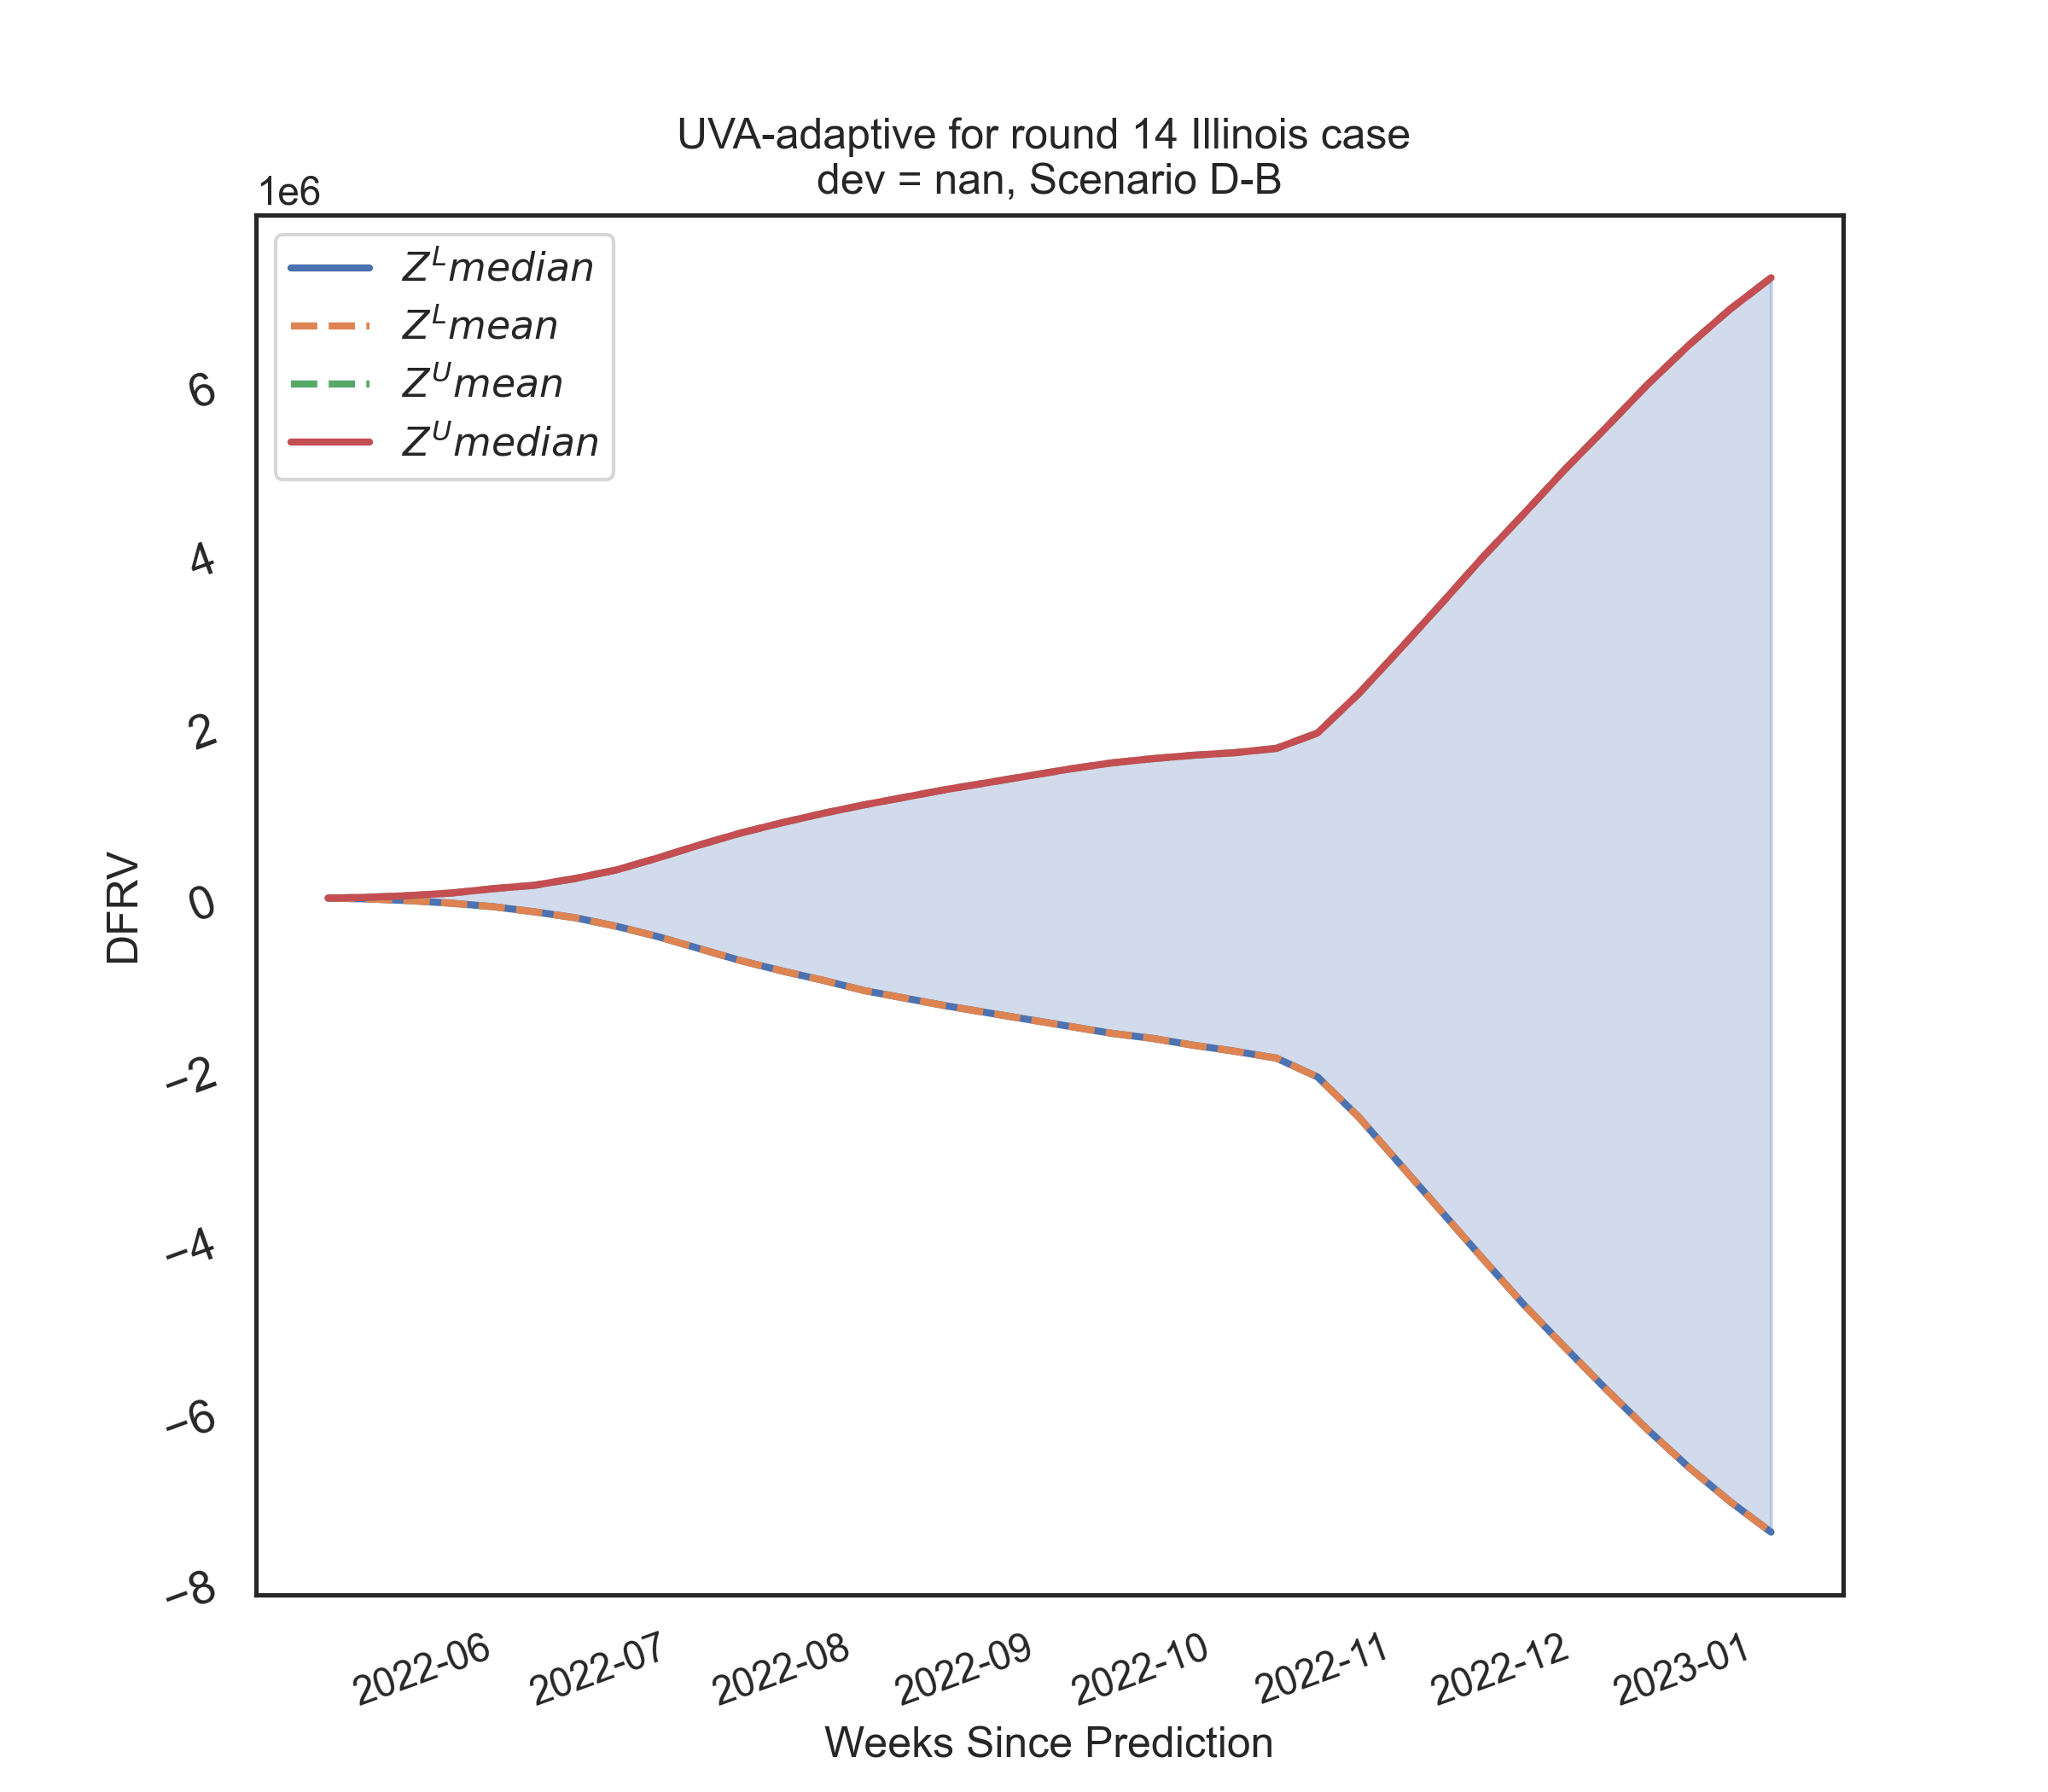 UVA-adaptive for round 14 Illinois case
dev = nan, Scenario D-B
1e6
Z^L median
Z^L mean
Z^U mean
Z^U median
6
4
2
0
−2
−4
−6
−8
DFRV
2022-06
2022-07
2022-08
2022-09
2022-10
2022-11
2022-12
2023-01
Weeks Since Prediction